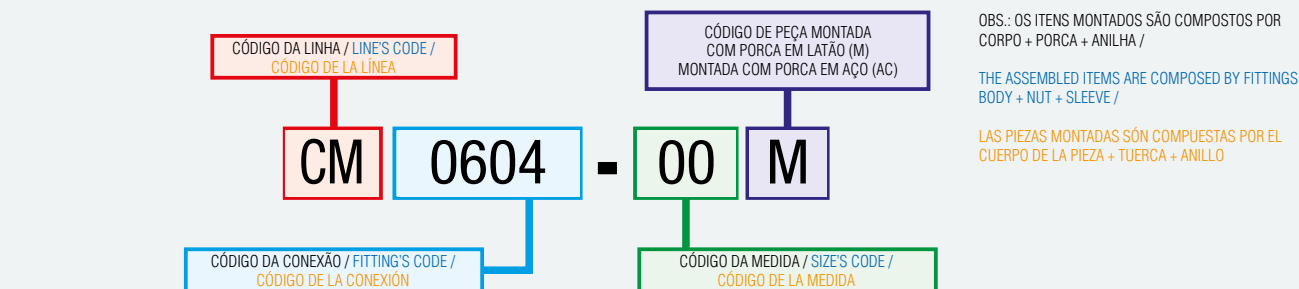 CÓDIGO DA LINHA / LINE'S CODE /
CÓDIGO DE LA LÍNEA
CÓDIGO DE PEÇA MONTADA
COM PORCA EM LATÃO (M)
MONTADA COM PORCA EM AÇO (AC)
OBS.: OS ITENS MONTADOS SÃO COMPOSTOS POR
CORPO + PORCA + ANILHA /
THE ASSEMBLED ITEMS ARE COMPOSED BY FITTINGS
BODY + NUT + SLEEVE /
LAS PIEZAS MONTADAS SÓN COMPUESTAS POR EL
CUERPO DE LA PIEZA + TUERCA + ANILLO
CM 0604 - 00 M
CÓDIGO DA CONEXÃO / FITTING'S CODE /
CÓDIGO DE LA CONEXIÓN
CÓDIGO DA MEDIDA / SIZE'S CODE /
CÓDIGO DE LA MEDIDA